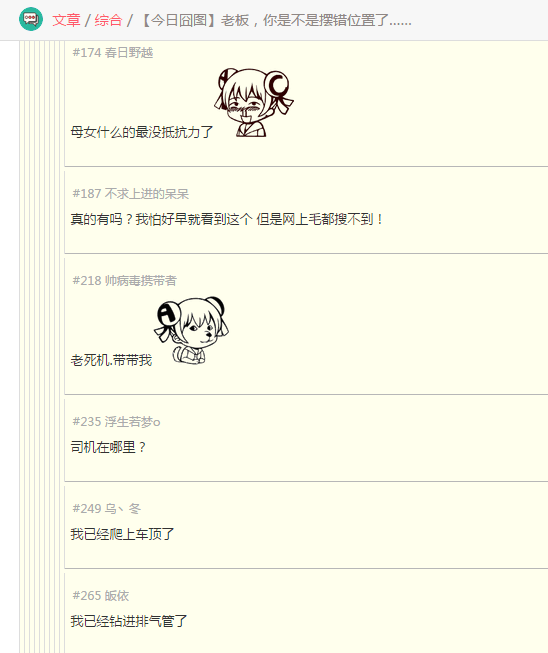 文章 / 综合 / 【今日囧图】老板，你是不是摆错位置了......
#174 春日野越
母女什么的最没抵抗力了
#187 不求上进的呆呆
真的有吗？我怕好早就看到这个 但是网上毛都搜不到！
#218 帅病毒携带者
老死机.带带我
#235 浮生若梦o
司机在哪里？
#249 乌丶冬
我已经爬上车顶了
#265 皈依
我已经钻进排气管了